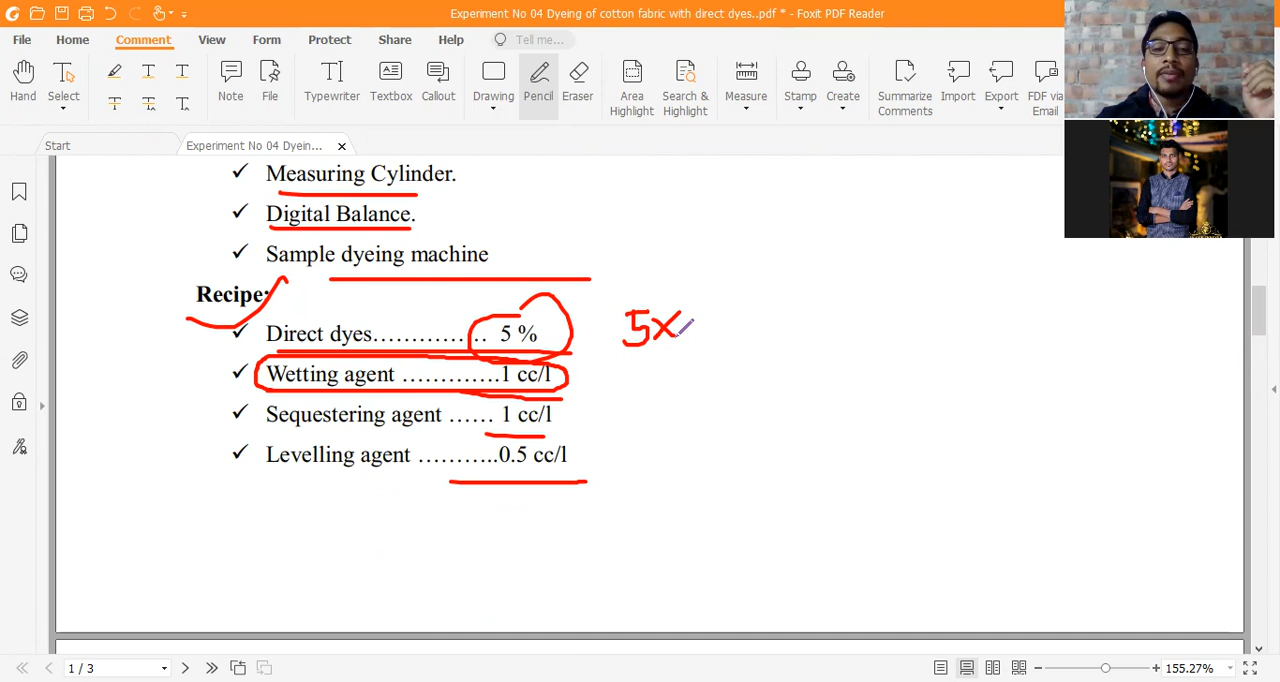 Experiment No 04 Dyeing of cotton fabric with direct dyes..pdf * - Foxit PDF Reader
File Home Comment View Form Protect Share Help Tell me...
Hand Select Note File Typewriter Textbox Callout Drawing Pencil Eraser Area Highlight Search & Highlight Measure Stamp Create Summarize Comments Import Export FDF via Email
Start Experiment No 04 Dyein...
✓ Measuring Cylinder.
✓ Digital Balance.
✓ Sample dyeing machine
Recipe:
✓ Direct dyes…………….. 5 % 5X
✓ Wetting agent ………….1 cc/l
✓ Sequestering agent …… 1 cc/l
✓ Levelling agent ………..0.5 cc/l
1 / 3 155.27%